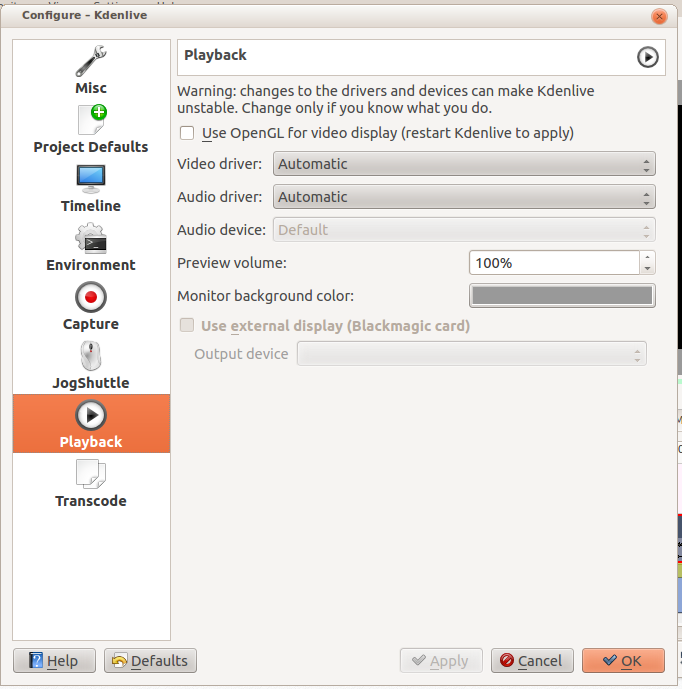 Configure – Kdenlive
Misc
Project Defaults
Timeline
Environment
Capture
JogShuttle
Playback
Transcode
Playback
Warning: changes to the drivers and devices can make Kdenlive
unstable. Change only if you know what you do.
Use OpenGL for video display (restart Kdenlive to apply)
Video driver: Automatic
Audio driver: Automatic
Audio device: Default
Preview volume: 100%
Monitor background color:
Use external display (Blackmagic card)
Output device
Help Defaults Apply Cancel OK